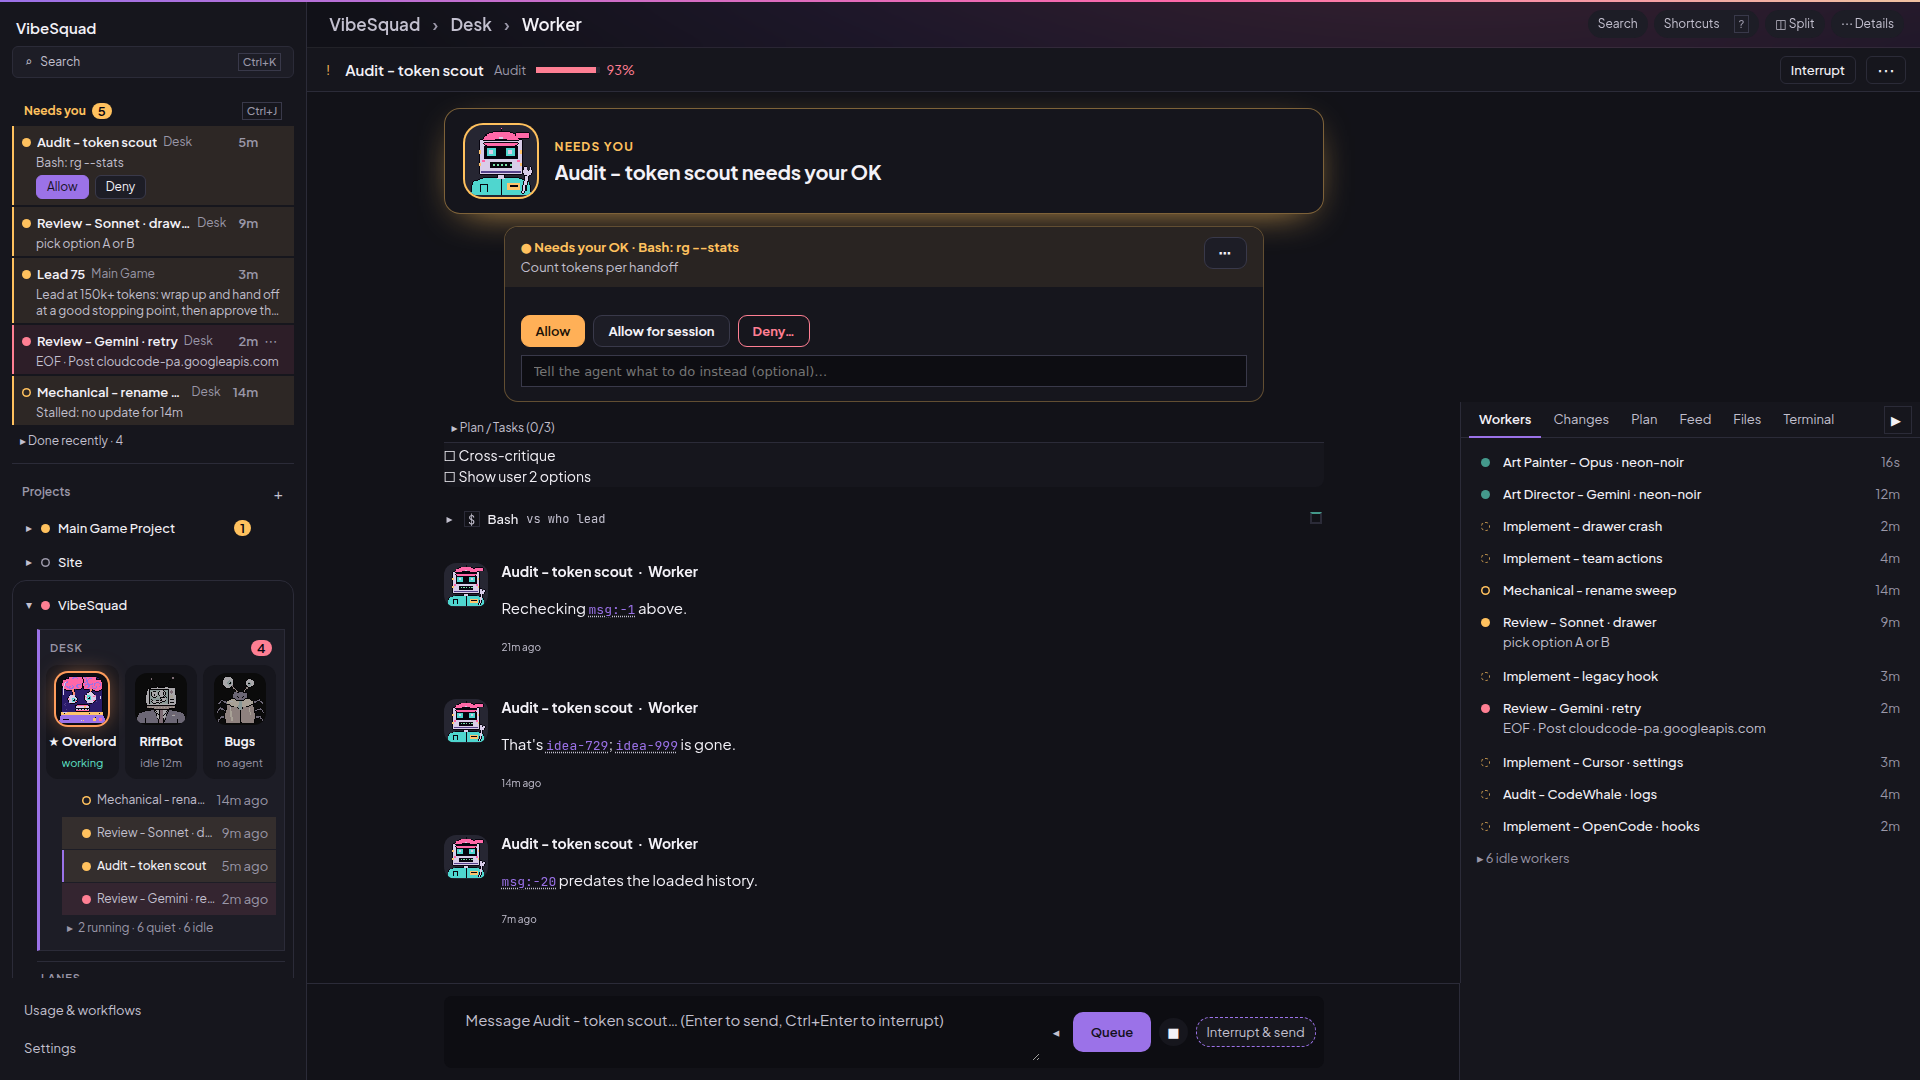 VibeSquad
Search Ctrl+K
Needs you 5 Ctrl+J
Audit – token scout Desk 5m
Bash: rg --stats
Allow Deny
Review – Sonnet · draw… Desk 9m
pick option A or B
Lead 75 Main Game 3m
Lead at 150k+ tokens: wrap up and hand off
at a good stopping point, then approve th…
Review – Gemini · retry Desk 2m ···
EOF · Post cloudcode-pa.googleapis.com
Mechanical – rename … Desk 14m
Stalled: no update for 14m
▸ Done recently · 4
Projects +
▸ Main Game Project 1
▸ Site
▾ VibeSquad
DESK 4
★ Overlord RiffBot Bugs
working idle 12m no agent
Mechanical – rena… 14m ago
Review – Sonnet · d… 9m ago
Audit – token scout 5m ago
Review – Gemini · re… 2m ago
▸ 2 running · 6 quiet · 6 idle
LANES
Usage & workflows
Settings
VibeSquad › Desk › Worker
Search Shortcuts ? Split ··· Details
! Audit – token scout Audit 93%
Interrupt ···
NEEDS YOU
Audit – token scout needs your OK
Needs your OK · Bash: rg --stats
Count tokens per handoff
···
Allow Allow for session Deny…
Tell the agent what to do instead (optional)…
▸ Plan / Tasks (0/3)
☐ Cross-critique
☐ Show user 2 options
▸ $ Bash vs who lead
Audit – token scout · Worker
Rechecking msg:-1 above.
21m ago
Audit – token scout · Worker
That's idea-729; idea-999 is gone.
14m ago
Audit – token scout · Worker
msg:-20 predates the loaded history.
7m ago
Message Audit - token scout… (Enter to send, Ctrl+Enter to interrupt)
◂ Queue ■ Interrupt & send
Workers Changes Plan Feed Files Terminal ▶
Art Painter – Opus · neon-noir 16s
Art Director – Gemini · neon-noir 12m
Implement – drawer crash 2m
Implement – team actions 4m
Mechanical – rename sweep 14m
Review – Sonnet · drawer 9m
pick option A or B
Implement – legacy hook 3m
Review – Gemini · retry 2m
EOF · Post cloudcode-pa.googleapis.com
Implement – Cursor · settings 3m
Audit – CodeWhale · logs 4m
Implement – OpenCode · hooks 2m
▸ 6 idle workers